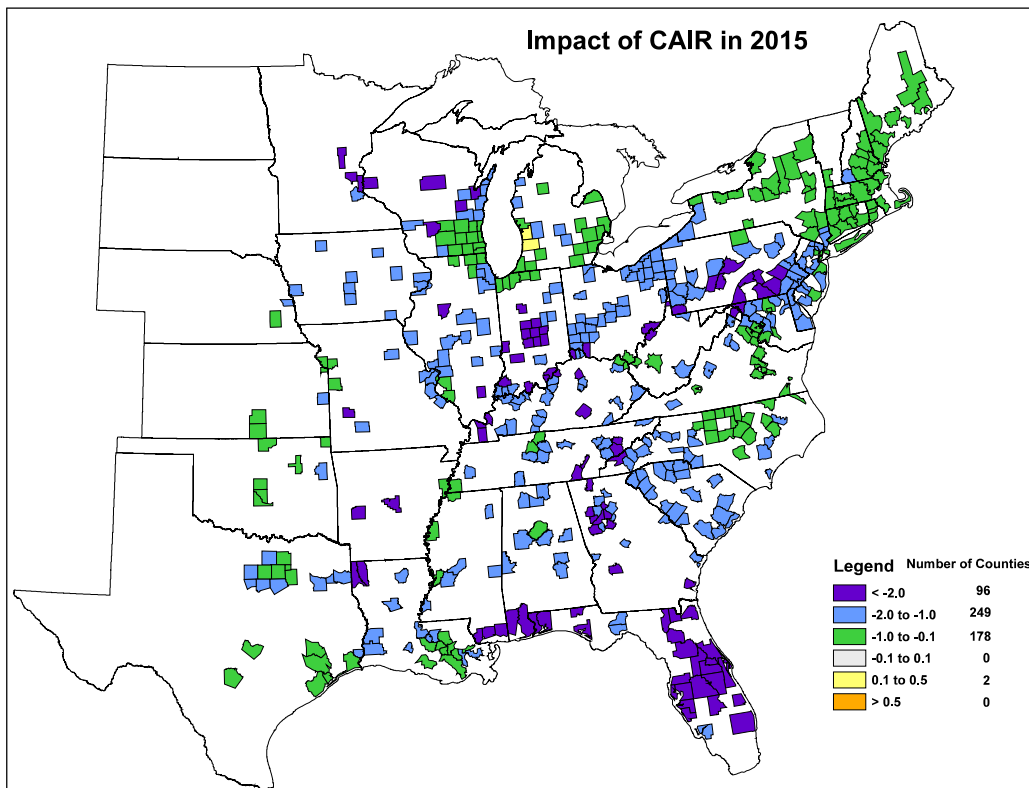 Impact of CAIR in 2015
Legend Number of Counties
< -2.0 96
-2.0 to -1.0 249
-1.0 to -0.1 178
-0.1 to 0.1 0
0.1 to 0.5 2
> 0.5 0